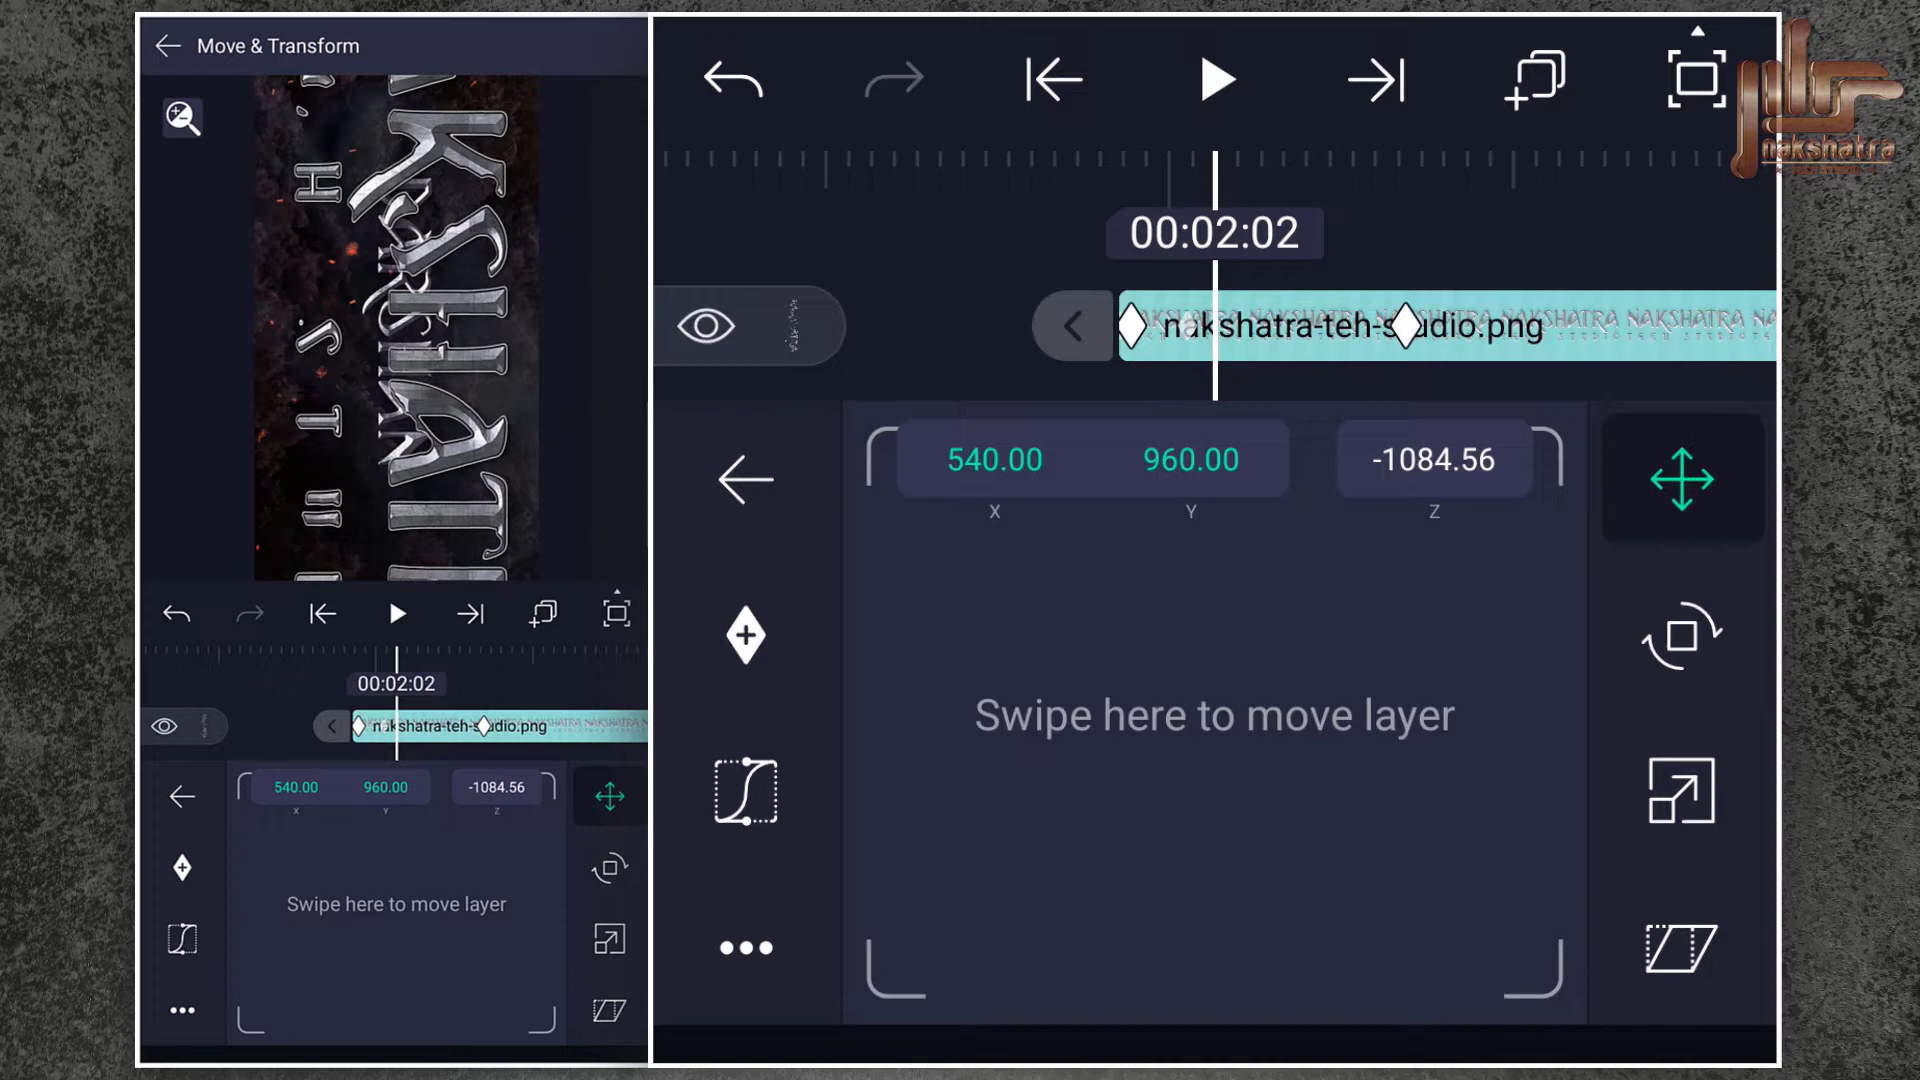 Move & Transform
00:02:02
nakshatra-teh-studio.png
540.00 960.00 -1084.56
X Y Z
Swipe here to move layer
00:02:02
nakshatra-teh-s udio.png
540.00 960.00 -1084.56
X Y Z
Swipe here to move layer
nakshatra